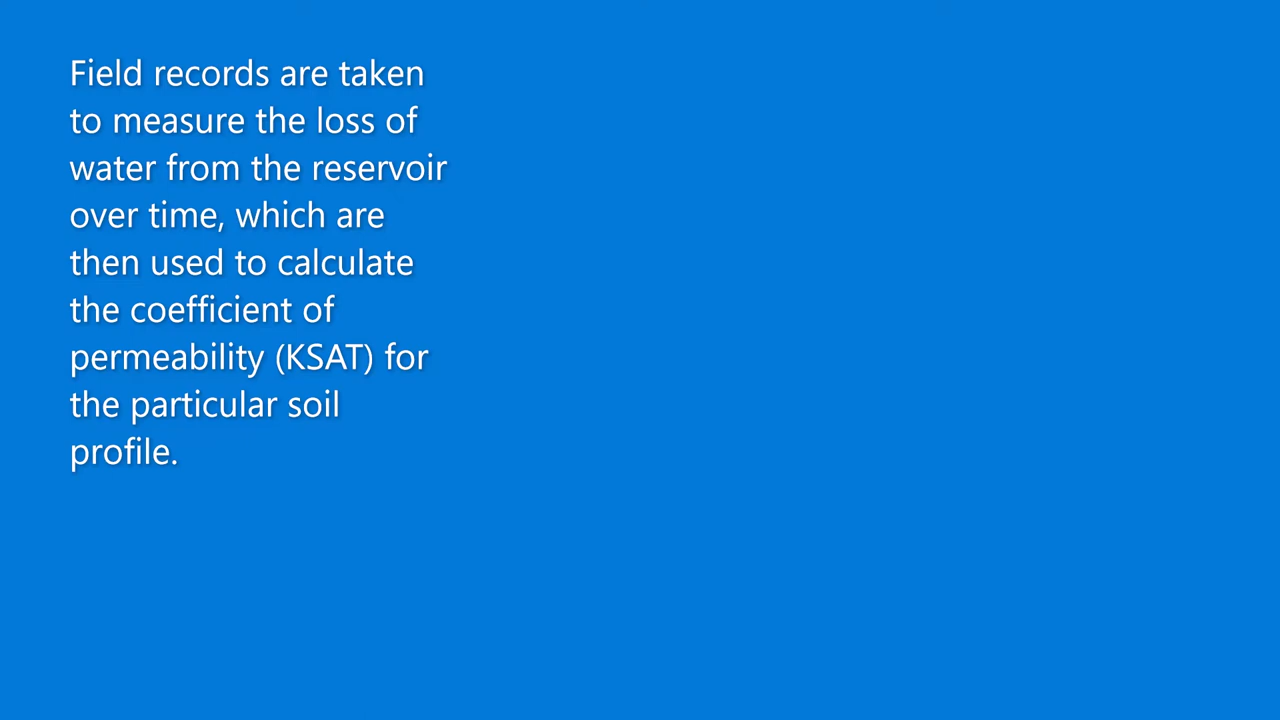 Field records are taken
to measure the loss of
water from the reservoir
over time, which are
then used to calculate
the coefficient of
permeability (KSAT) for
the particular soil
profile.